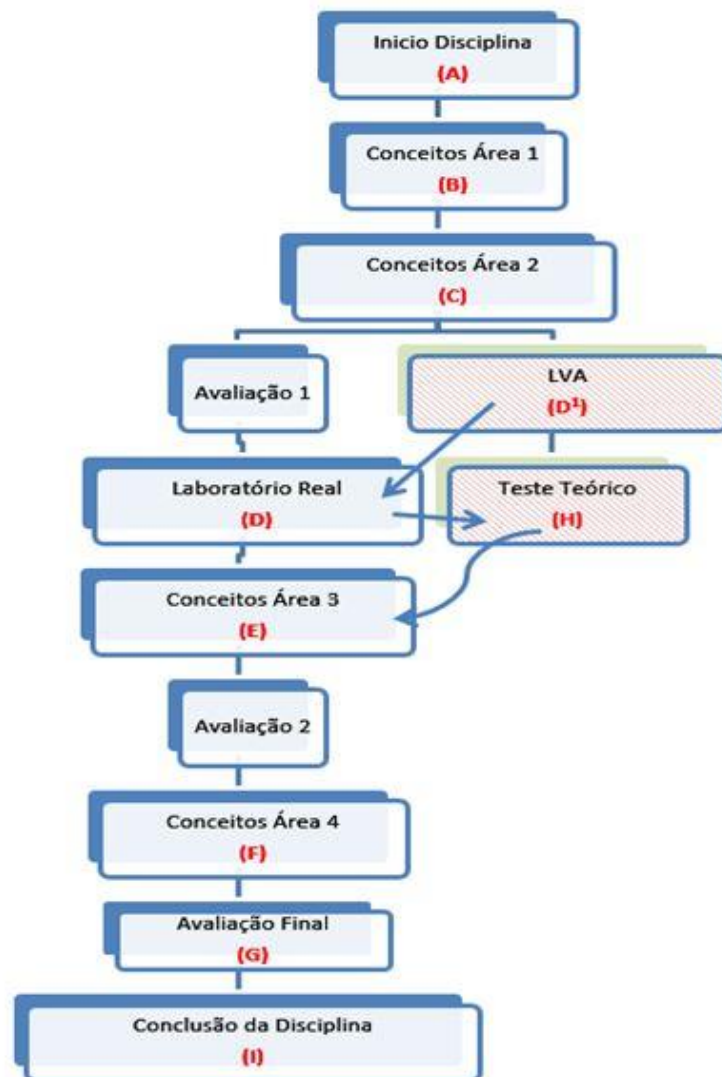 Inicio Disciplina
(A)
Conceitos Área 1
(B)
Conceitos Área 2
(C)
Avaliação 1
LVA
(D¹)
Laboratório Real
(D)
Teste Teórico
(H)
Conceitos Área 3
(E)
Avaliação 2
Conceitos Área 4
(F)
Avaliação Final
(G)
Conclusão da Disciplina
(I)